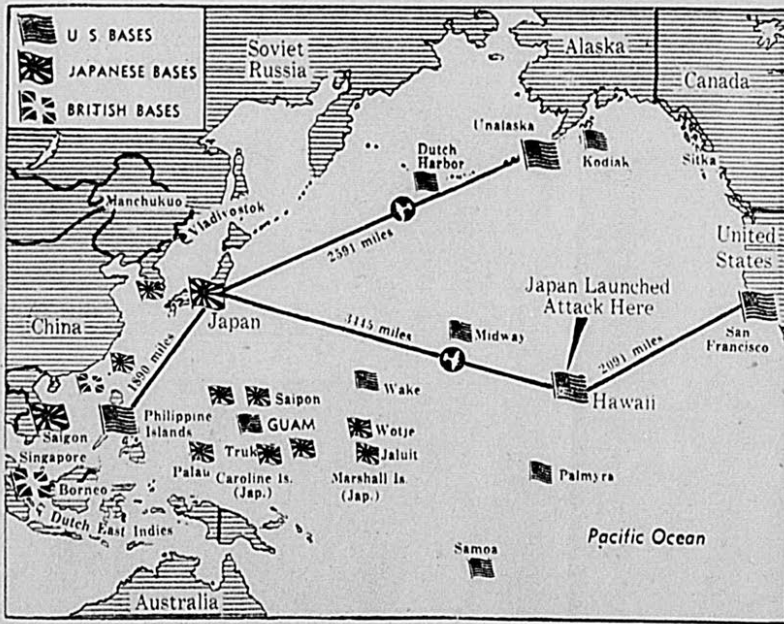 U S. BASES
JAPANESE BASES
BRITISH BASES
Soviet
Russia
Alaska
Canada
Unalaska
Dutch
Harbor
Kodiak
Sitka
Manchukuo
Vladivostok
2591 miles
United
States
Japan Launched
Attack Here
China
Japan
3445 miles
Midway
2091 miles
San
Francisco
1890 miles
Wake
Hawaii
Saipon
Philippine
Islands
GUAM
Wotje
Saigon
Truk
Jaluit
Singapore
Palau
Caroline Is.
(Jap.)
Marshall Is.
(Jap.)
Palmyra
Borneo
Dutch East Indies
Pacific Ocean
Samoa
Australia